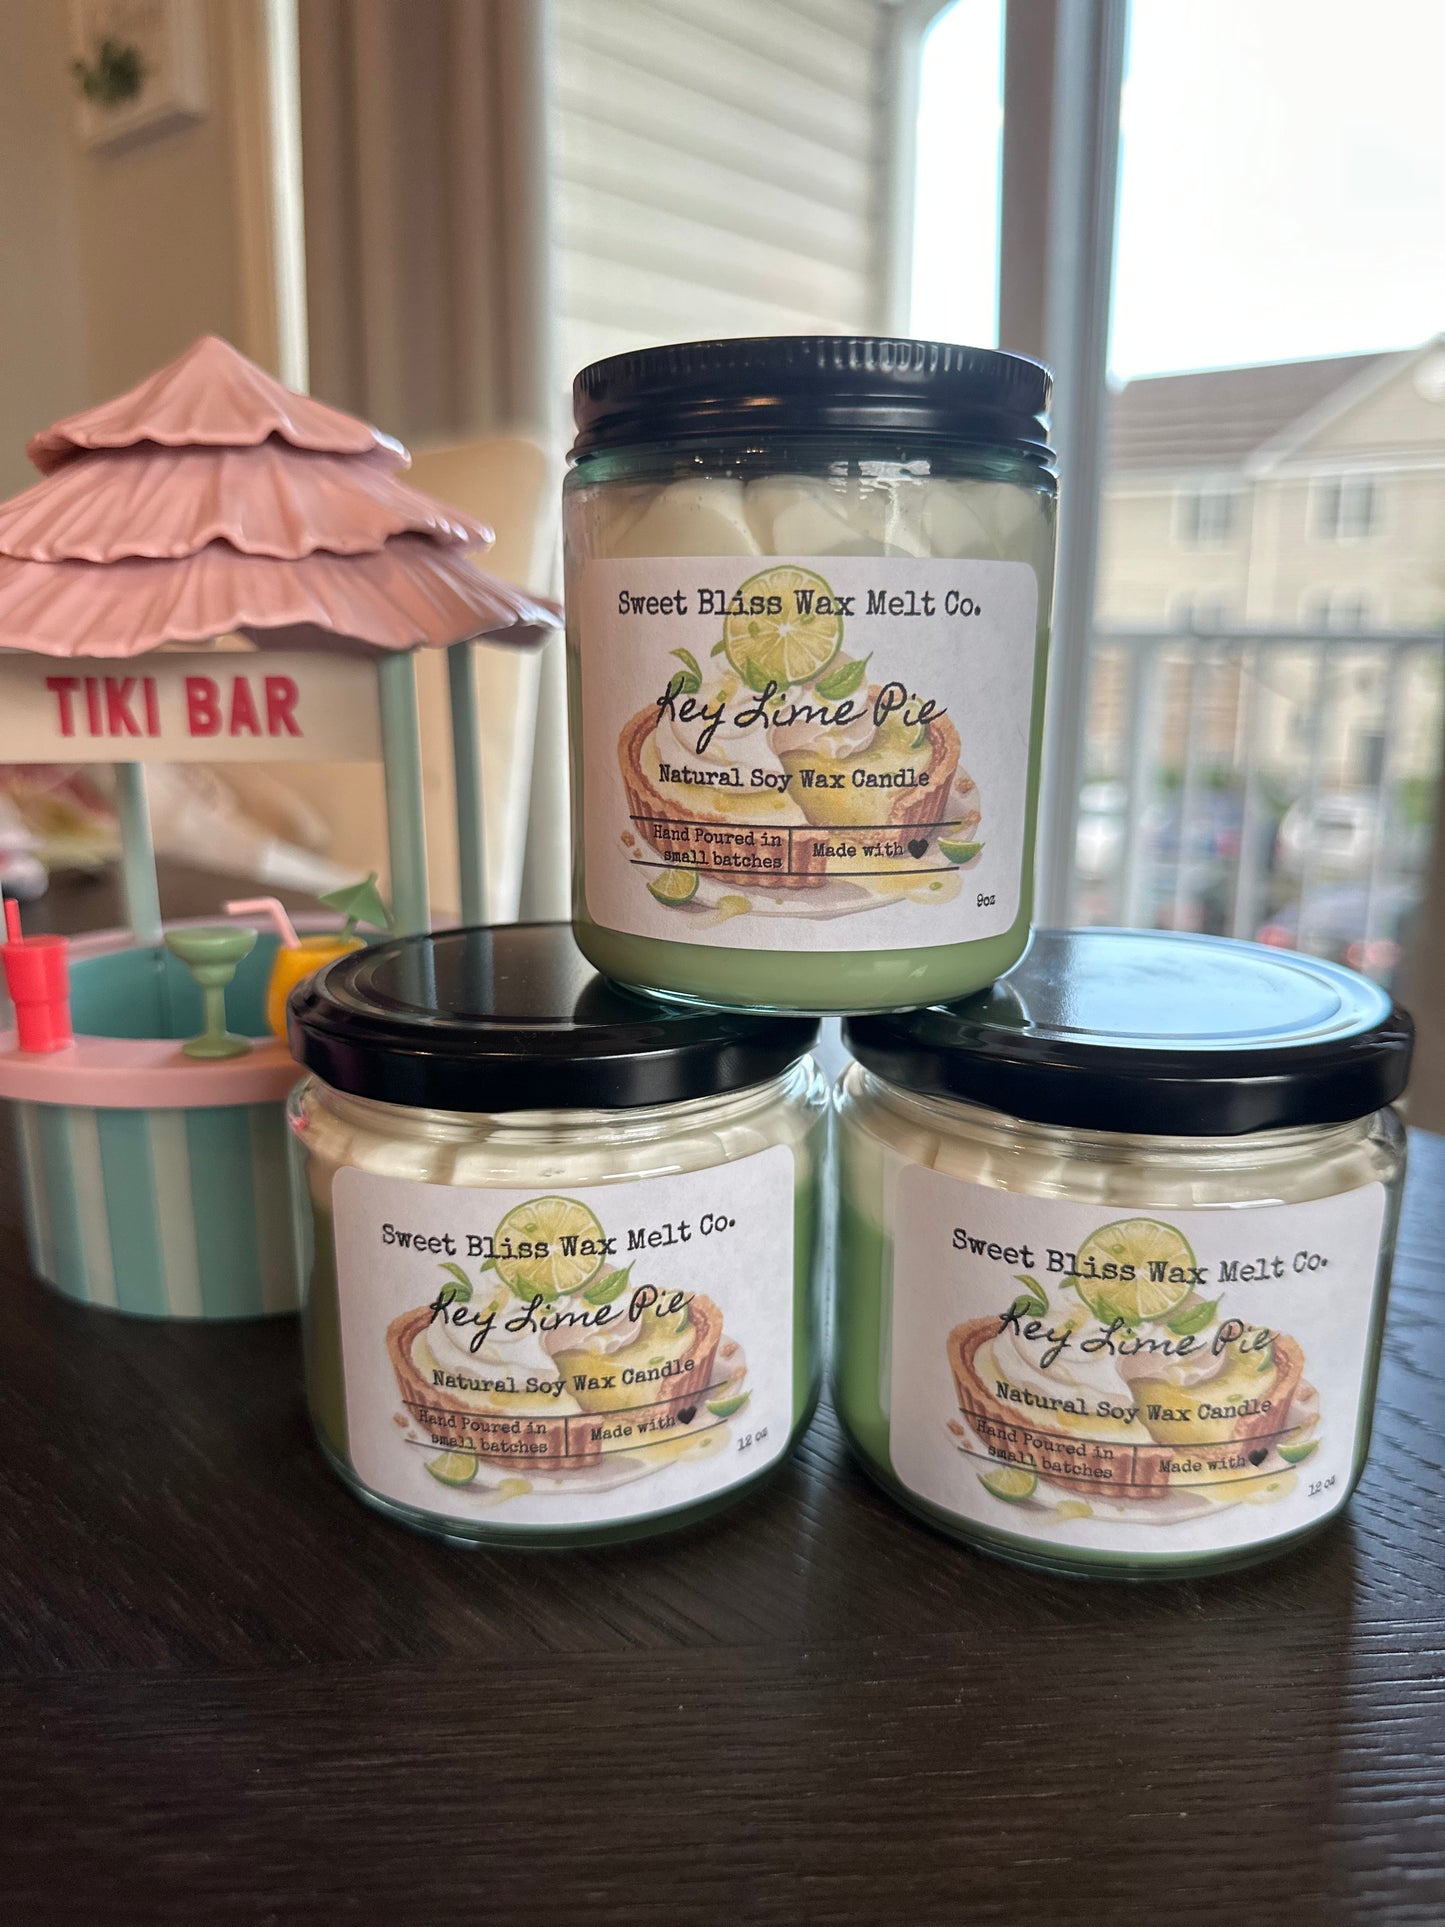 TIKI BAR
Sweet Bliss Wax Melt Co.
Key Lime Pie
Natural Soy Wax Candle
Hand Poured in
small batches
Made with🖤
9oz
Sweet Bliss Wax Melt Co.
Key Lime Pie
Natural Soy Wax Candle
Hand Poured in
small batches
Made with🖤
12 oz
Sweet Bliss Wax Melt Co.
Key Lime Pie
Natural Soy Wax Candle
Hand Poured in
small batches
Made with🖤
12 oz